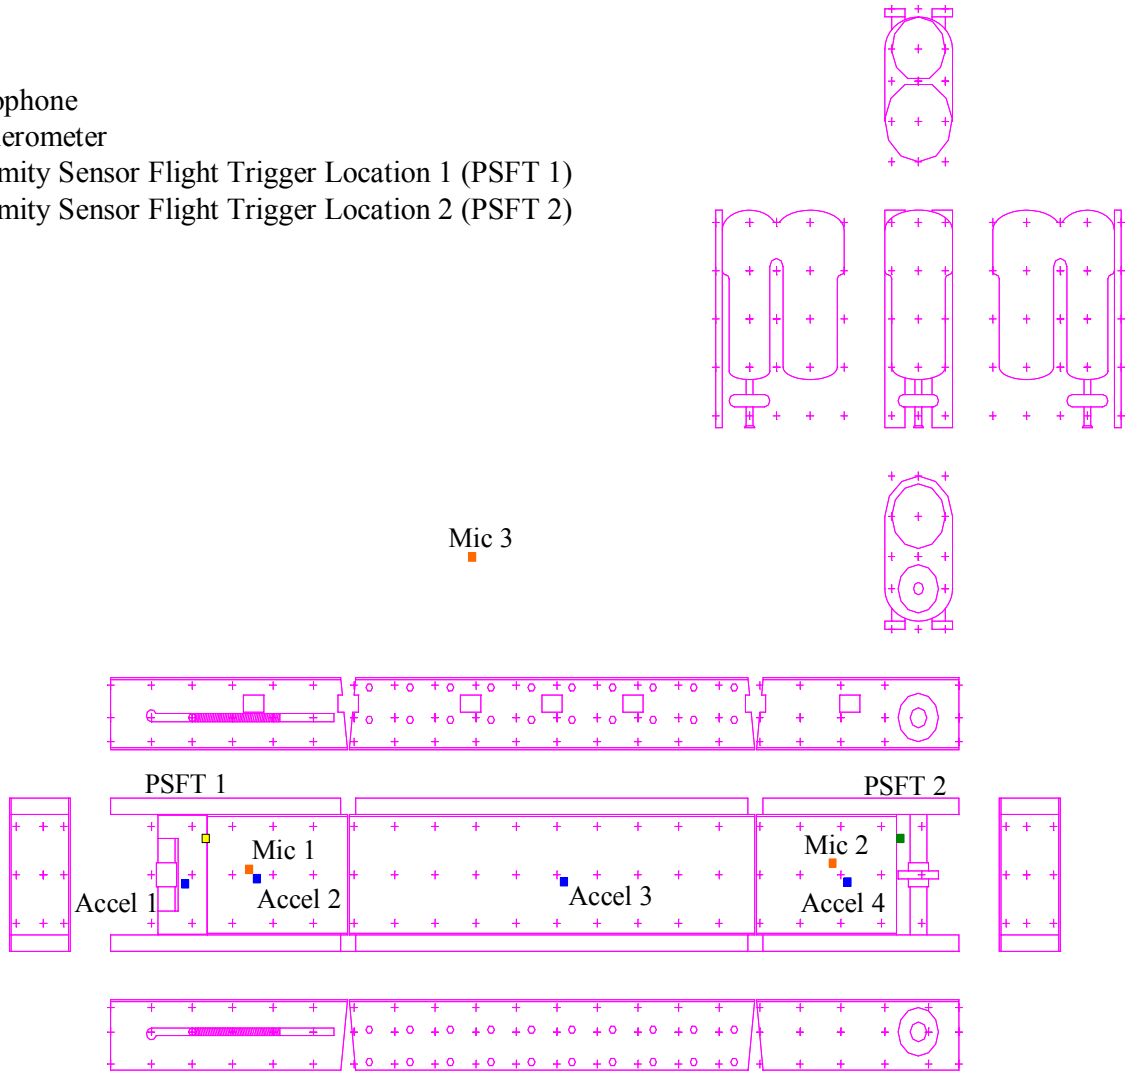 ophone
erometer
mity Sensor Flight Trigger Location 1 (PSFT 1)
mity Sensor Flight Trigger Location 2 (PSFT 2)
Mic 3
PSFT 1
PSFT 2
Mic 1
Mic 2
Accel 1
Accel 2
Accel 3
Accel 4